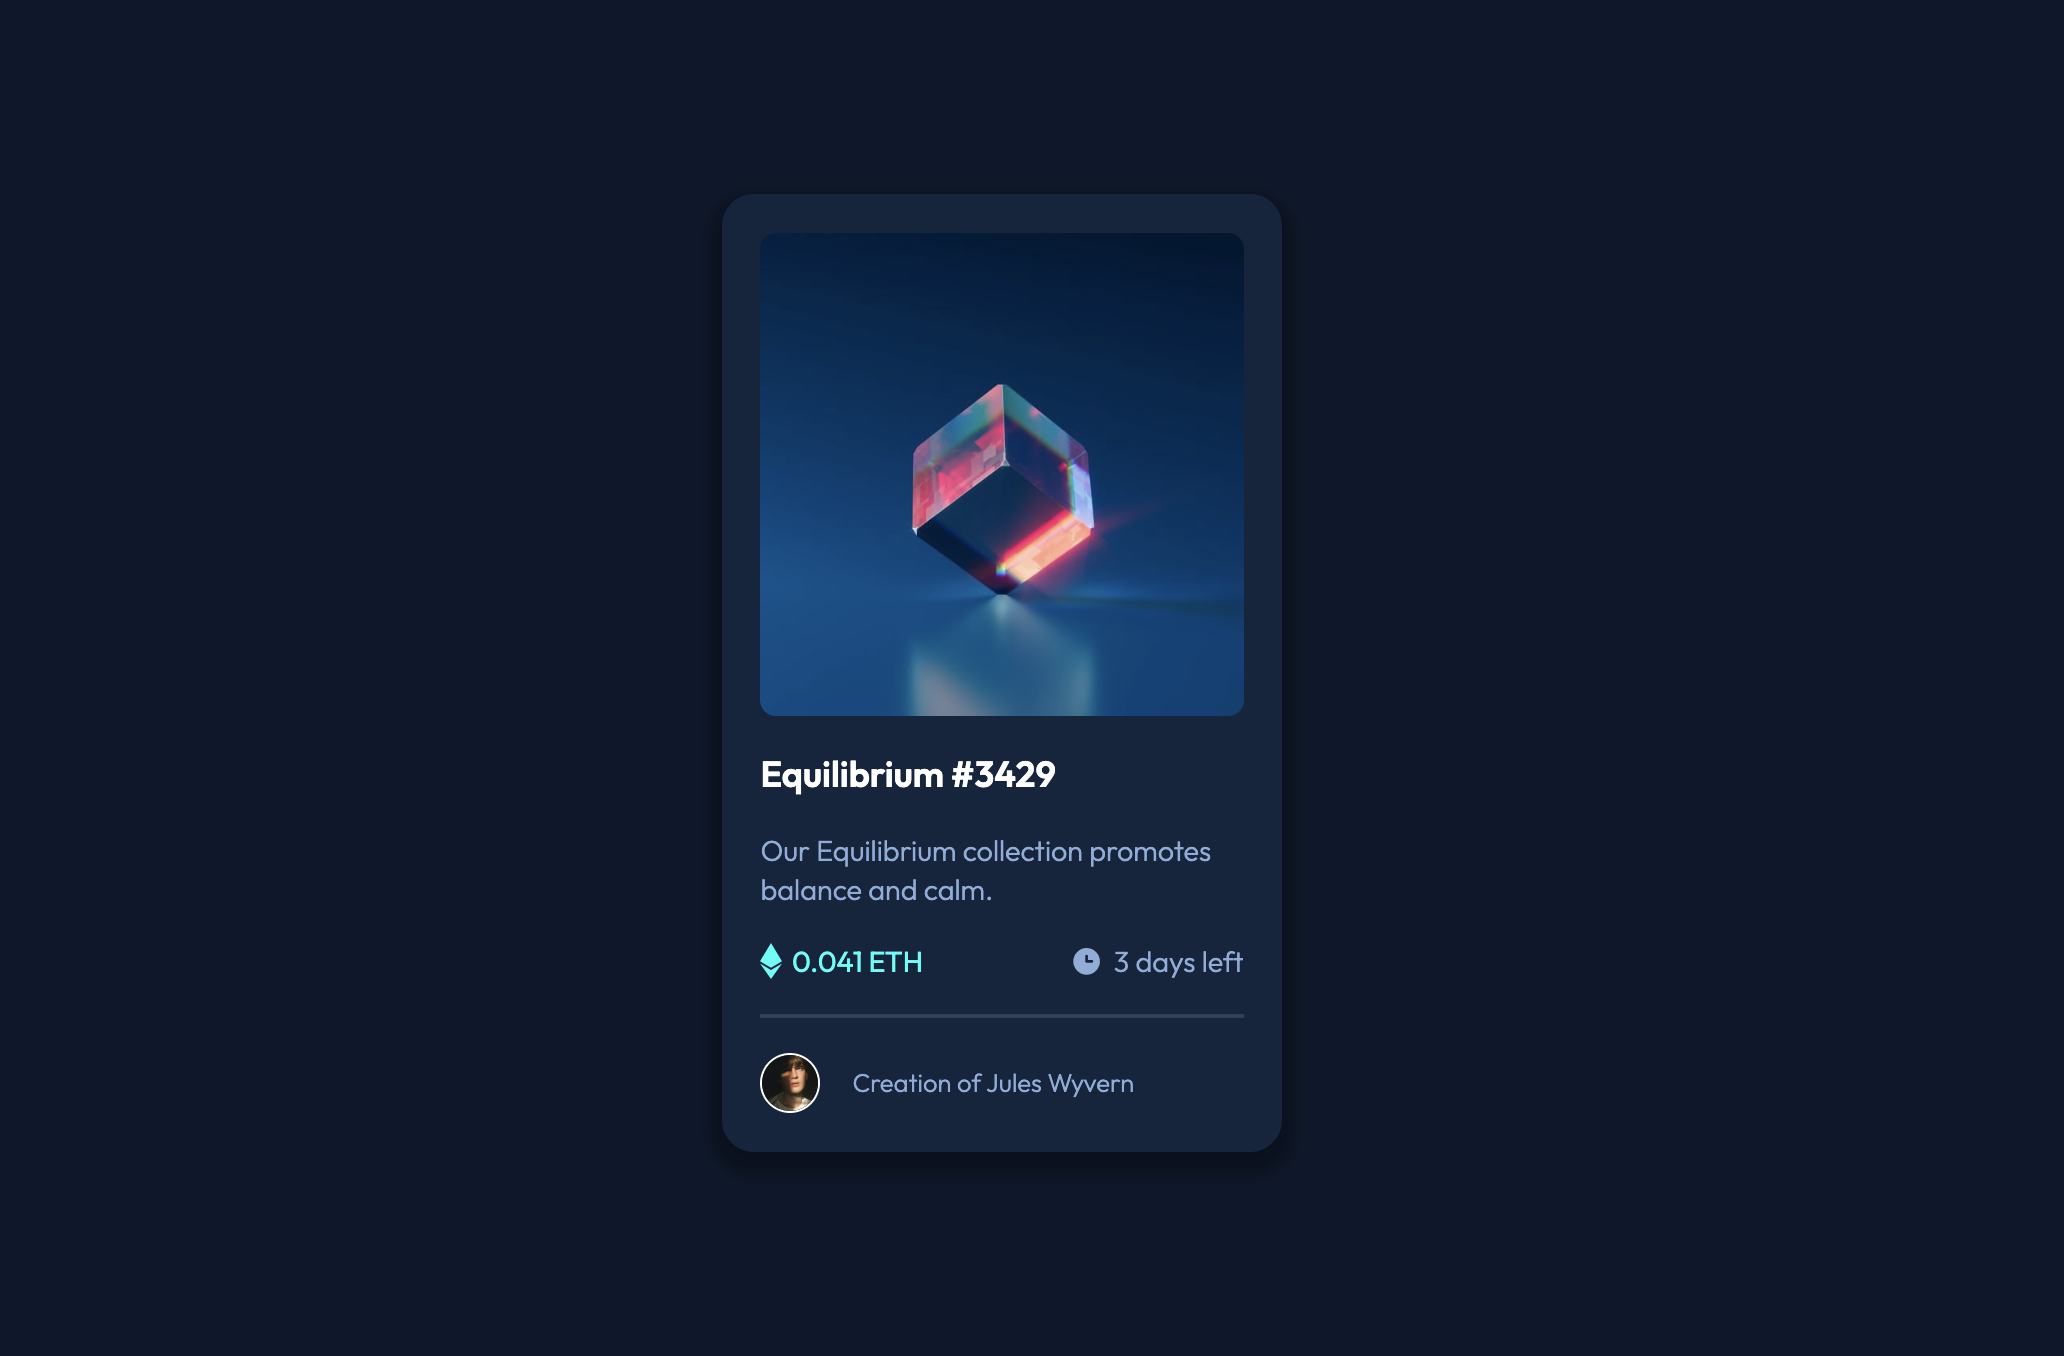 Equilibrium #3429
Our Equilibrium collection promotes
balance and calm.
0.041 ETH
3 days left
Creation of Jules Wyvern